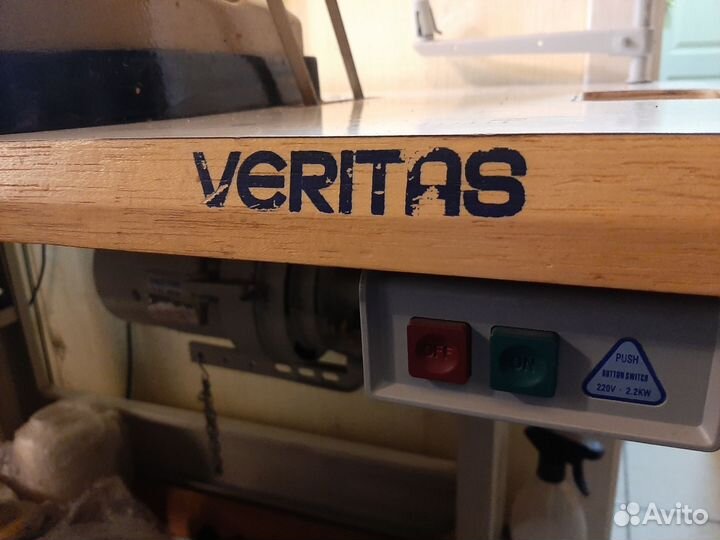 VERITAS
OFF
ON
PUSH
BUTTON SWITCH
220V - 2.2KW
Avito